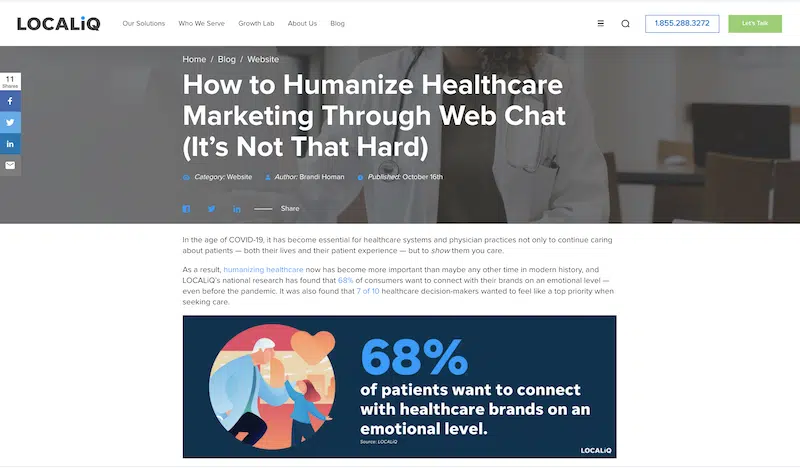 LOCALiQ
Our Solutions Who We Serve Growth Lab About Us Blog
1.855.288.3272
Let's Talk
Home / Blog / Website
How to Humanize Healthcare
Marketing Through Web Chat
(It's Not That Hard)
Category: Website Author: Brandi Homan Published: October 16th
Share
11
Shares
In the age of COVID-19, it has become essential for healthcare systems and physician practices not only to continue caring
about patients — both their lives and their patient experience — but to show them you care.
As a result, humanizing healthcare now has become more important than maybe any other time in modern history, and
LOCALiQ's national research has found that 68% of consumers want to connect with their brands on an emotional level —
even before the pandemic. It was also found that 7 of 10 healthcare decision-makers wanted to feel like a top priority when
seeking care.
68%
of patients want to connect
with healthcare brands on an
emotional level.
Source: LOCALiQ
LOCALiQ